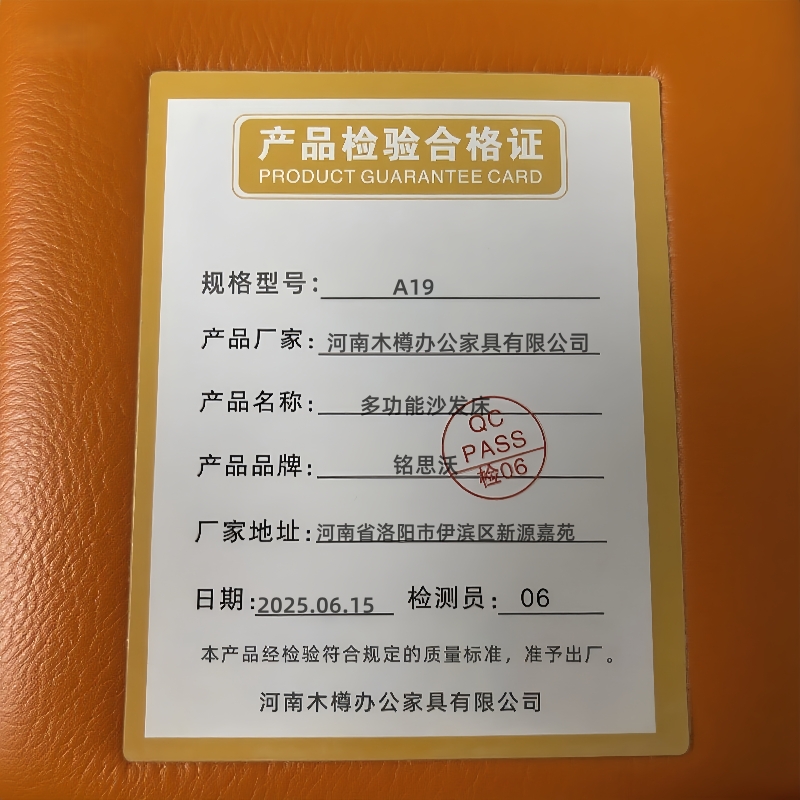 产品检验合格证
PRODUCT GUARANTEE CARD
规格型号：A19
产品厂家：河南木樽办公家具有限公司
产品名称：多功能沙发床
产品品牌：铭思沃
QC
PASS
检06
厂家地址：河南省洛阳市伊滨区新源嘉苑
日期：2025.06.15 检测员：06
本产品经检验符合规定的质量标准，准予出厂。
河南木樽办公家具有限公司